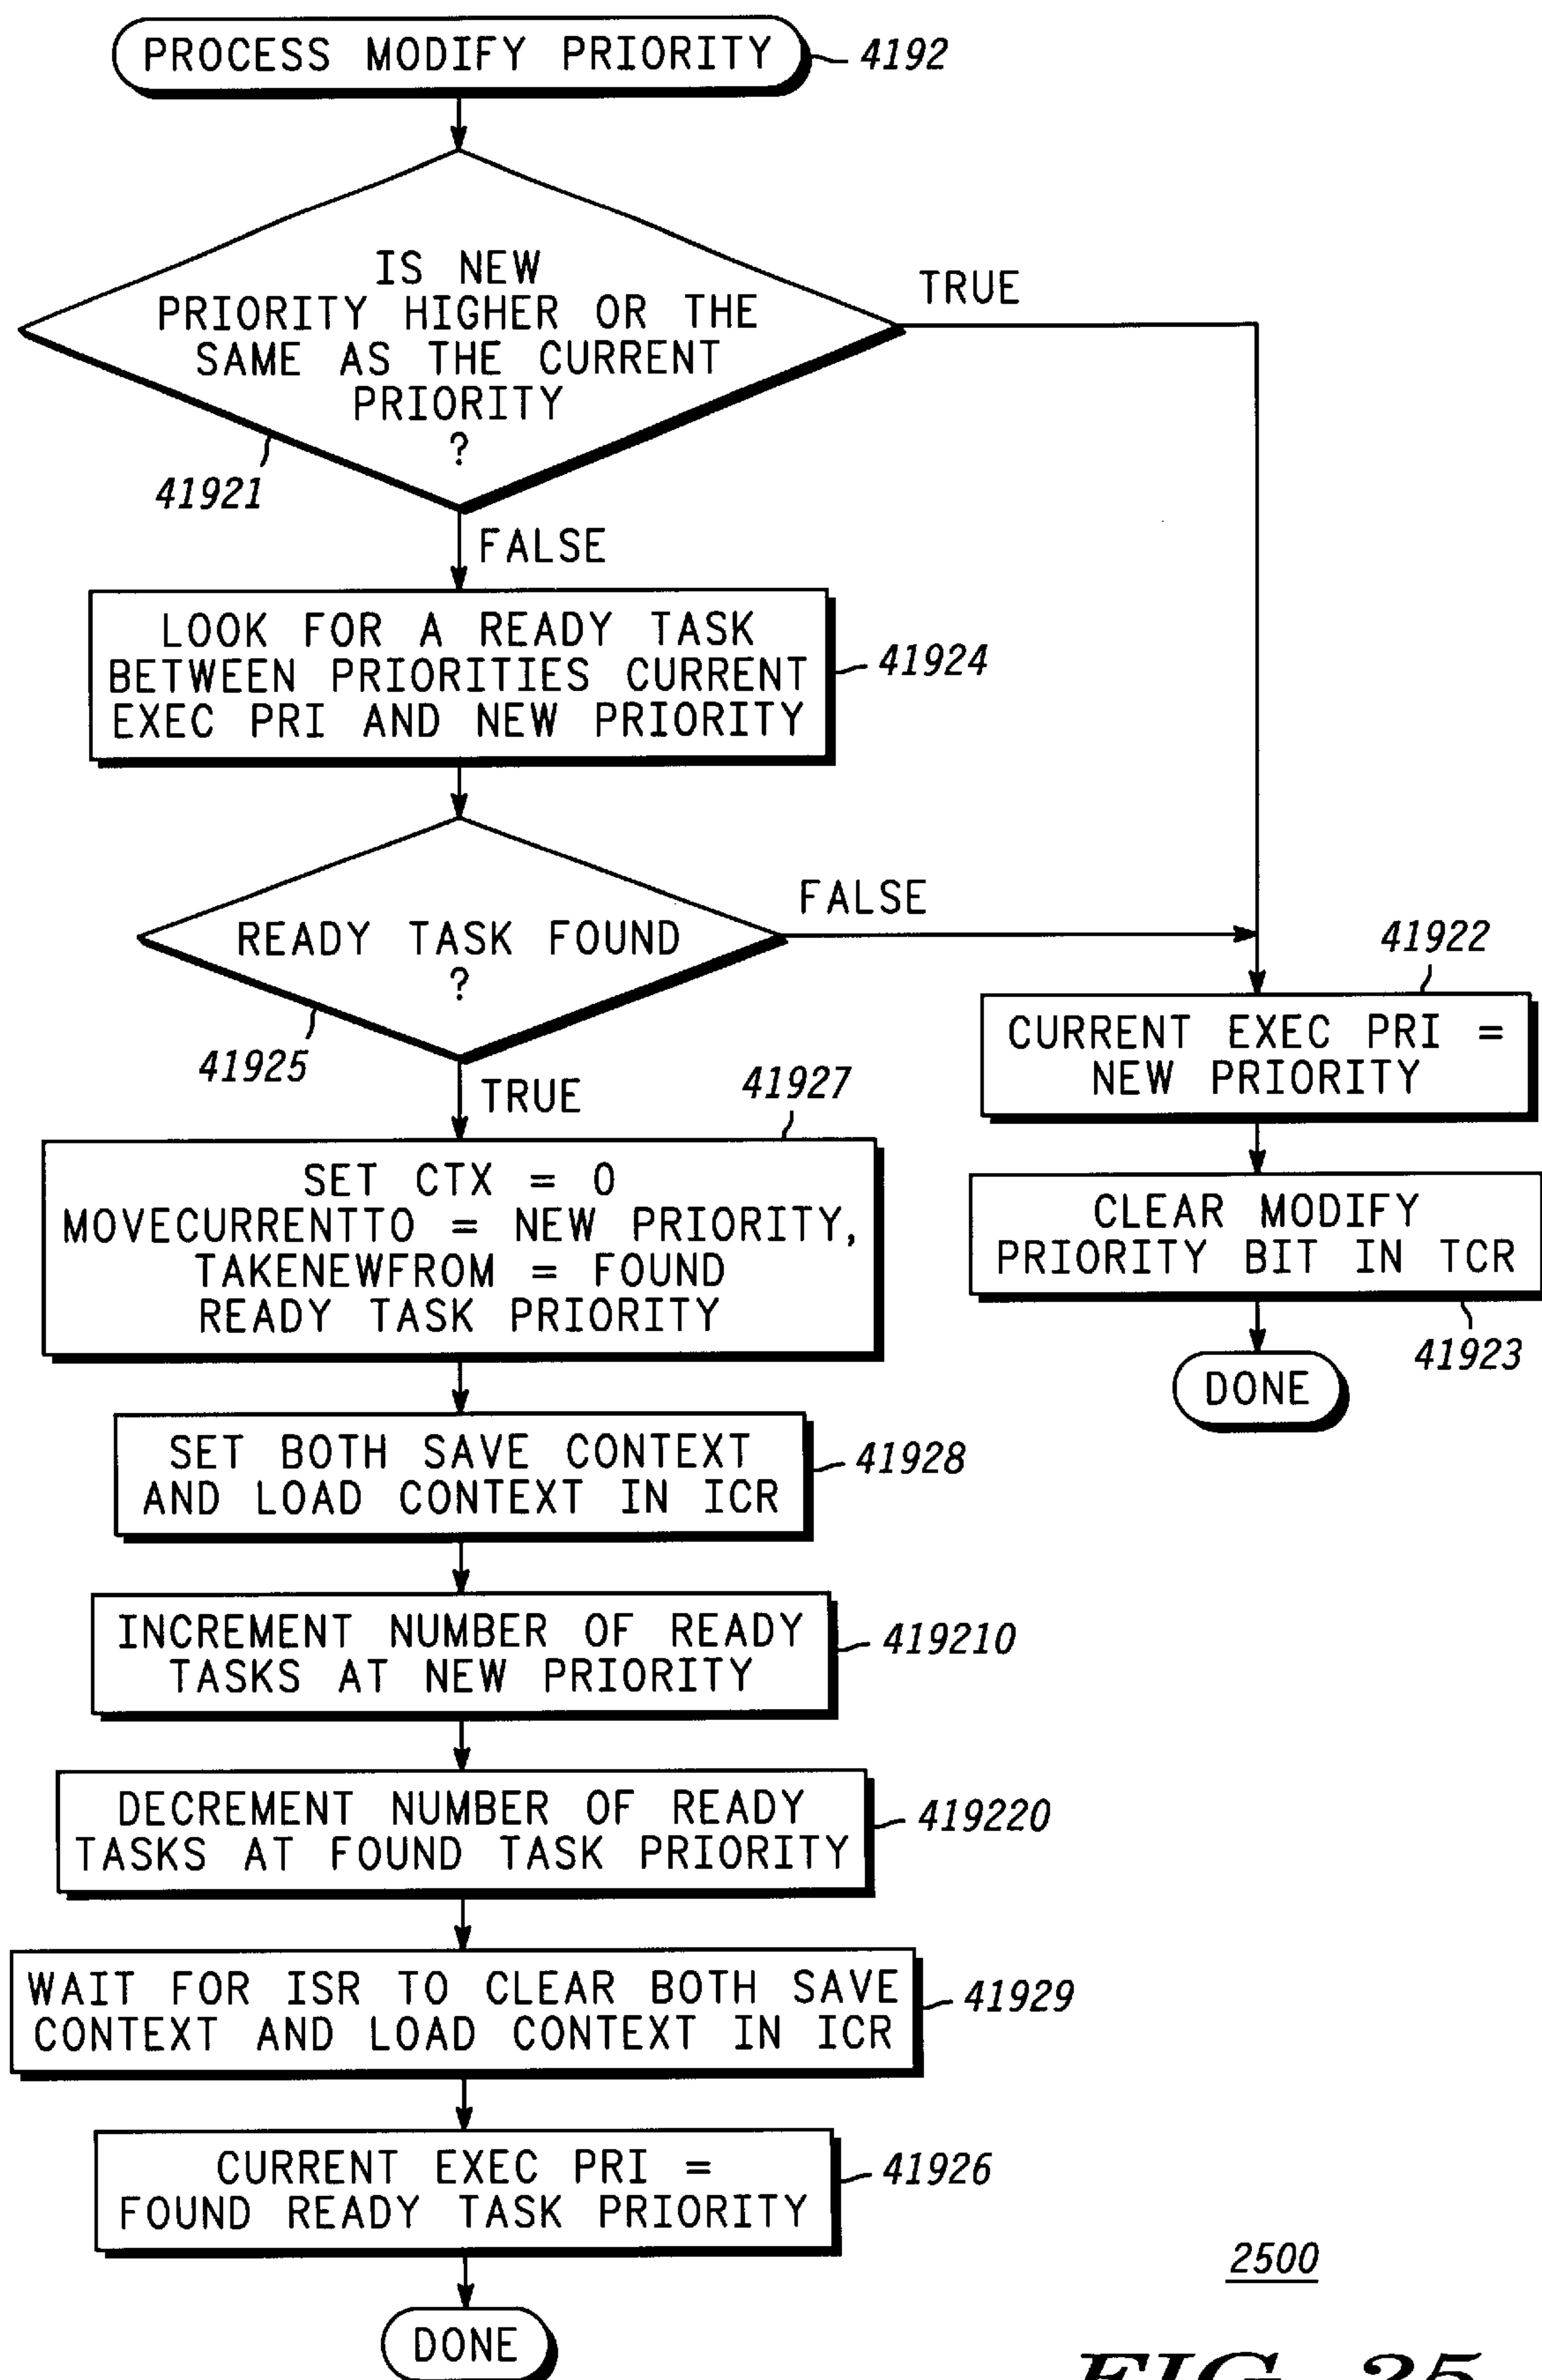 PROCESS MODIFY PRIORITY
4192
IS NEW
PRIORITY HIGHER OR THE
SAME AS THE CURRENT
PRIORITY
?
TRUE
41921
FALSE
LOOK FOR A READY TASK
BETWEEN PRIORITIES CURRENT
EXEC PRI AND NEW PRIORITY
41924
READY TASK FOUND
?
FALSE
41925
TRUE
41922
CURRENT EXEC PRI =
NEW PRIORITY
CLEAR MODIFY
PRIORITY BIT IN TCR
41923
DONE
41927
SET CTX = 0
MOVECURRENTTO = NEW PRIORITY,
TAKENEWFROM = FOUND
READY TASK PRIORITY
SET BOTH SAVE CONTEXT
AND LOAD CONTEXT IN ICR
41928
INCREMENT NUMBER OF READY
TASKS AT NEW PRIORITY
419210
DECREMENT NUMBER OF READY
TASKS AT FOUND TASK PRIORITY
419220
WAIT FOR ISR TO CLEAR BOTH SAVE
CONTEXT AND LOAD CONTEXT IN ICR
41929
CURRENT EXEC PRI =
FOUND READY TASK PRIORITY
41926
DONE
2500
FIG. 25